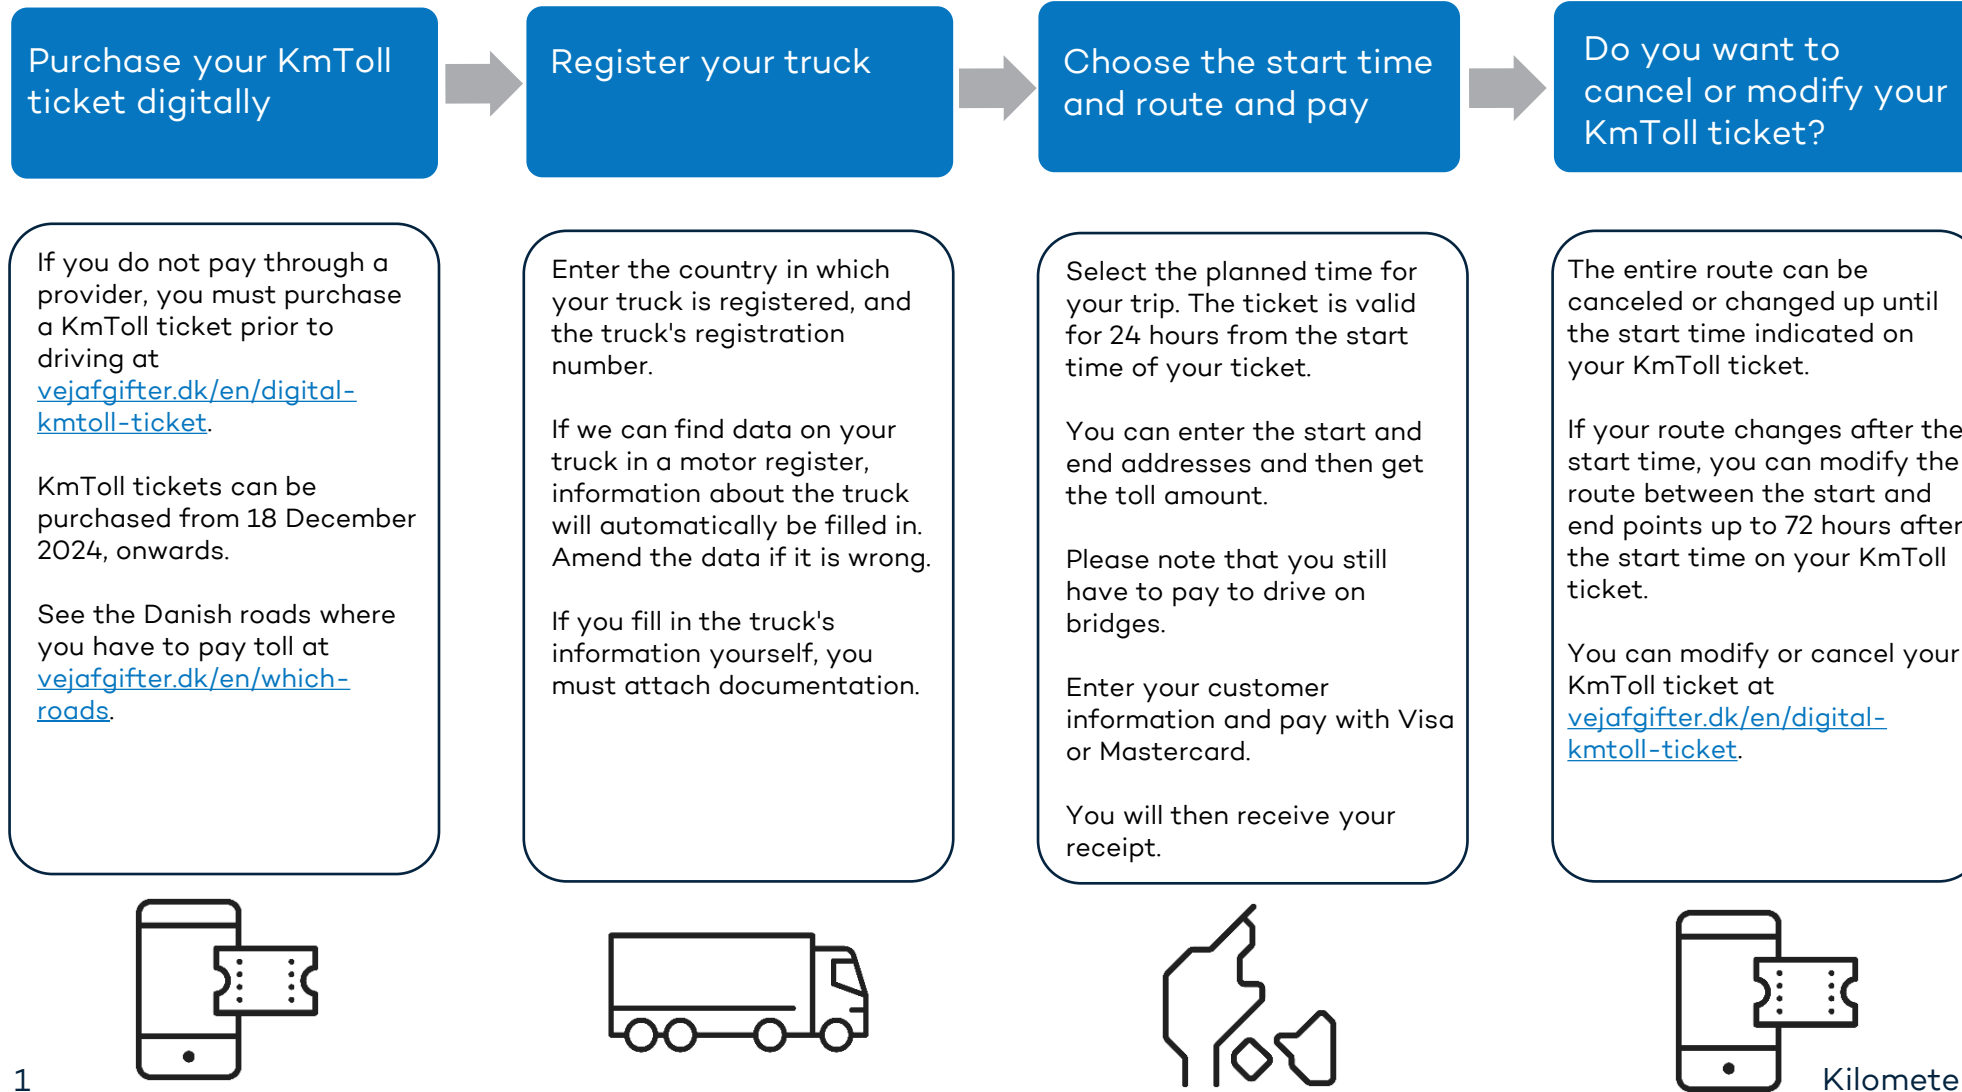 Purchase your KmToll
ticket digitally
Register your truck
Choose the start time
and route and pay
Do you want to
cancel or modify your
KmToll ticket?
If you do not pay through a
provider, you must purchase
a KmToll ticket prior to
driving at
vejafgifter.dk/en/digital-
kmtoll-ticket.
KmToll tickets can be
purchased from 18 December
2024, onwards.
See the Danish roads where
you have to pay toll at
vejafgifter.dk/en/which-
roads.
Enter the country in which
your truck is registered, and
the truck's registration
number.
If we can find data on your
truck in a motor register,
information about the truck
will automatically be filled in.
Amend the data if it is wrong.
If you fill in the truck's
information yourself, you
must attach documentation.
Select the planned time for
your trip. The ticket is valid
for 24 hours from the start
time of your ticket.
You can enter the start and
end addresses and then get
the toll amount.
Please note that you still
have to pay to drive on
bridges.
Enter your customer
information and pay with Visa
or Mastercard.
You will then receive your
receipt.
The entire route can be
canceled or changed up until
the start time indicated on
your KmToll ticket.
If your route changes after the
start time, you can modify the
route between the start and
end points up to 72 hours after
the start time on your KmToll
ticket.
You can modify or cancel your
KmToll ticket at
vejafgifter.dk/en/digital-
kmtoll-ticket.
1
Kilomete